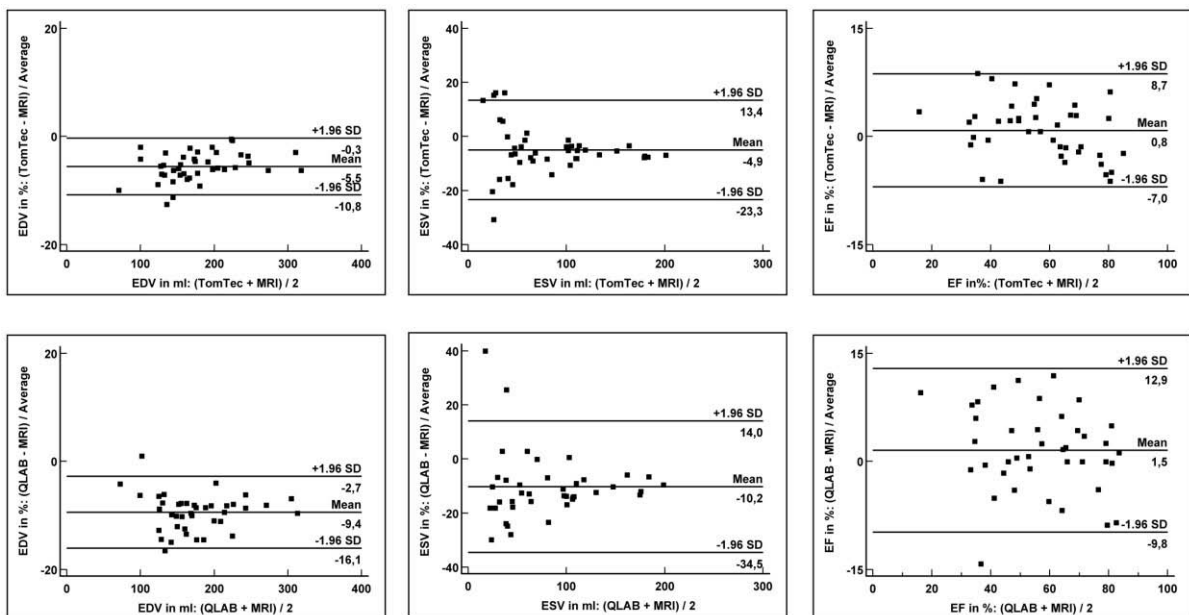 EDV in %: (TomTec - MRI) / Average
20
0
-20
+1.96 SD
-0,3
Mean
-5,5
-1.96 SD
-10,8
0 100 200 300 400
EDV in ml: (TomTec + MRI) / 2
ESV in %: (TomTec - MRI) / Average
40
20
0
-20
-40
+1.96 SD
13,4
Mean
-4,9
-1.96 SD
-23,3
0 100 200 300
ESV in ml: (TomTec + MRI) / 2
EF in %: (TomTec - MRI) / Average
15
0
-15
+1.96 SD
8,7
Mean
0,8
-1.96 SD
-7,0
0 20 40 60 80 100
EF in%: (TomTec + MRI) / 2
EDV in %: (QLAB - MRI) / Average
20
0
-20
+1.96 SD
-2,7
Mean
-9,4
-1.96 SD
-16,1
0 100 200 300 400
EDV in ml: (QLAB + MRI) / 2
ESV in %: (QLAB - MRI) / Average
40
20
0
-20
-40
+1.96 SD
14,0
Mean
-10,2
-1.96 SD
-34,5
0 100 200 300
ESV in ml: (QLAB + MRI) / 2
EF in %: (QLAB - MRI) / Average
15
0
-15
+1.96 SD
12,9
Mean
1,5
-1.96 SD
-9,8
0 20 40 60 80 100
EF in %: (QLAB + MRI) / 2